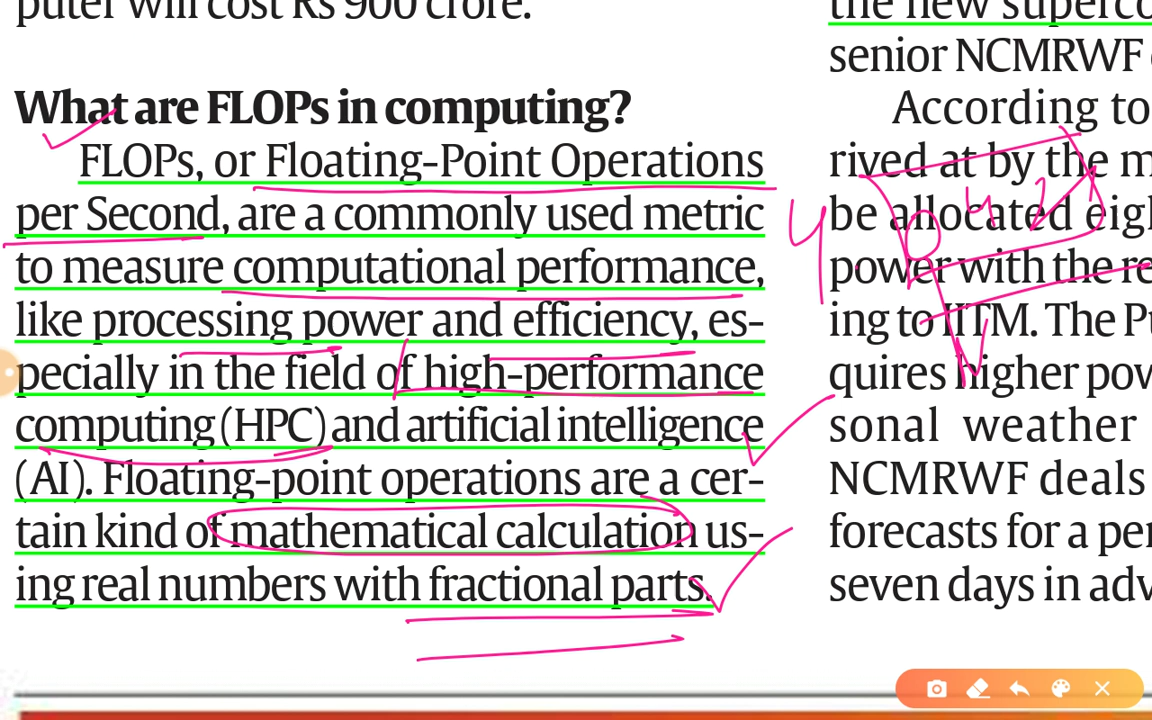 puter will cost Rs 900 crore.
What are FLOPs in computing?
FLOPs, or Floating-Point Operations
per Second, are a commonly used metric
to measure computational performance,
like processing power and efficiency, es-
pecially in the field of high-performance
computing (HPC) and artificial intelligence
(AI). Floating-point operations are a cer-
tain kind of mathematical calculation us-
ing real numbers with fractional parts.
the new superco
senior NCMRWF
According to
rived at by the m
be allocated eigh
power with the re
ing to IITM. The Pu
quires higher pow
sonal weather
NCMRWF deals
forecasts for a per
seven days in adv